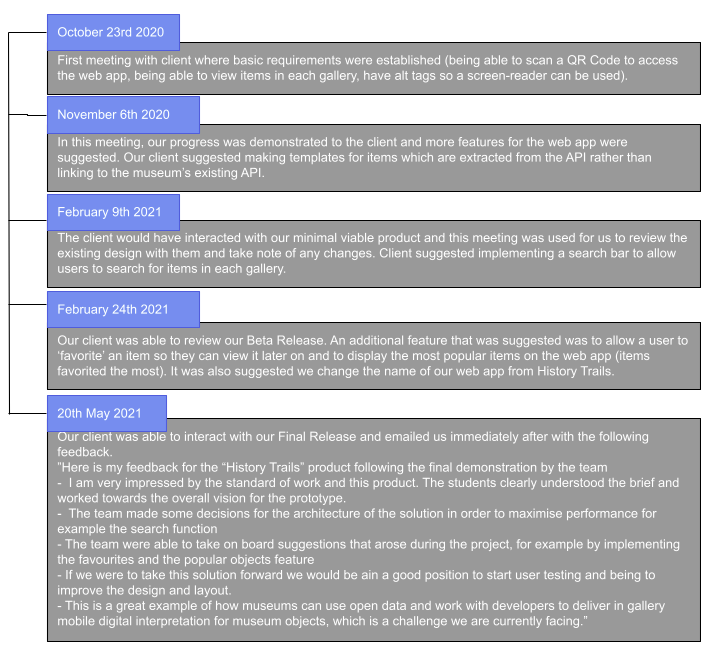 October 23rd 2020
First meeting with client where basic requirements were established (being able to scan a QR Code to access
the web app, being able to view items in each gallery, have alt tags so a screen-reader can be used).
November 6th 2020
In this meeting, our progress was demonstrated to the client and more features for the web app were
suggested. Our client suggested making templates for items which are extracted from the API rather than
linking to the museum's existing API.
February 9th 2021
The client would have interacted with our minimal viable product and this meeting was used for us to review the
existing design with them and take note of any changes. Client suggested implementing a search bar to allow
users to search for items in each gallery.
February 24th 2021
Our client was able to review our Beta Release. An additional feature that was suggested was to allow a user to
‘favorite’ an item so they can view it later on and to display the most popular items on the web app (items
favorited the most). It was also suggested we change the name of our web app from History Trails.
20th May 2021
Our client was able to interact with our Final Release and emailed us immediately after with the following
feedback.
”Here is my feedback for the “History Trails” product following the final demonstration by the team
-  I am very impressed by the standard of work and this product. The students clearly understood the brief and
worked towards the overall vision for the prototype.
-  The team made some decisions for the architecture of the solution in order to maximise performance for
example the search function
- The team were able to take on board suggestions that arose during the project, for example by implementing
the favourites and the popular objects feature
- If we were to take this solution forward we would be ain a good position to start user testing and being to
improve the design and layout.
- This is a great example of how museums can use open data and work with developers to deliver in gallery
mobile digital interpretation for museum objects, which is a challenge we are currently facing.”